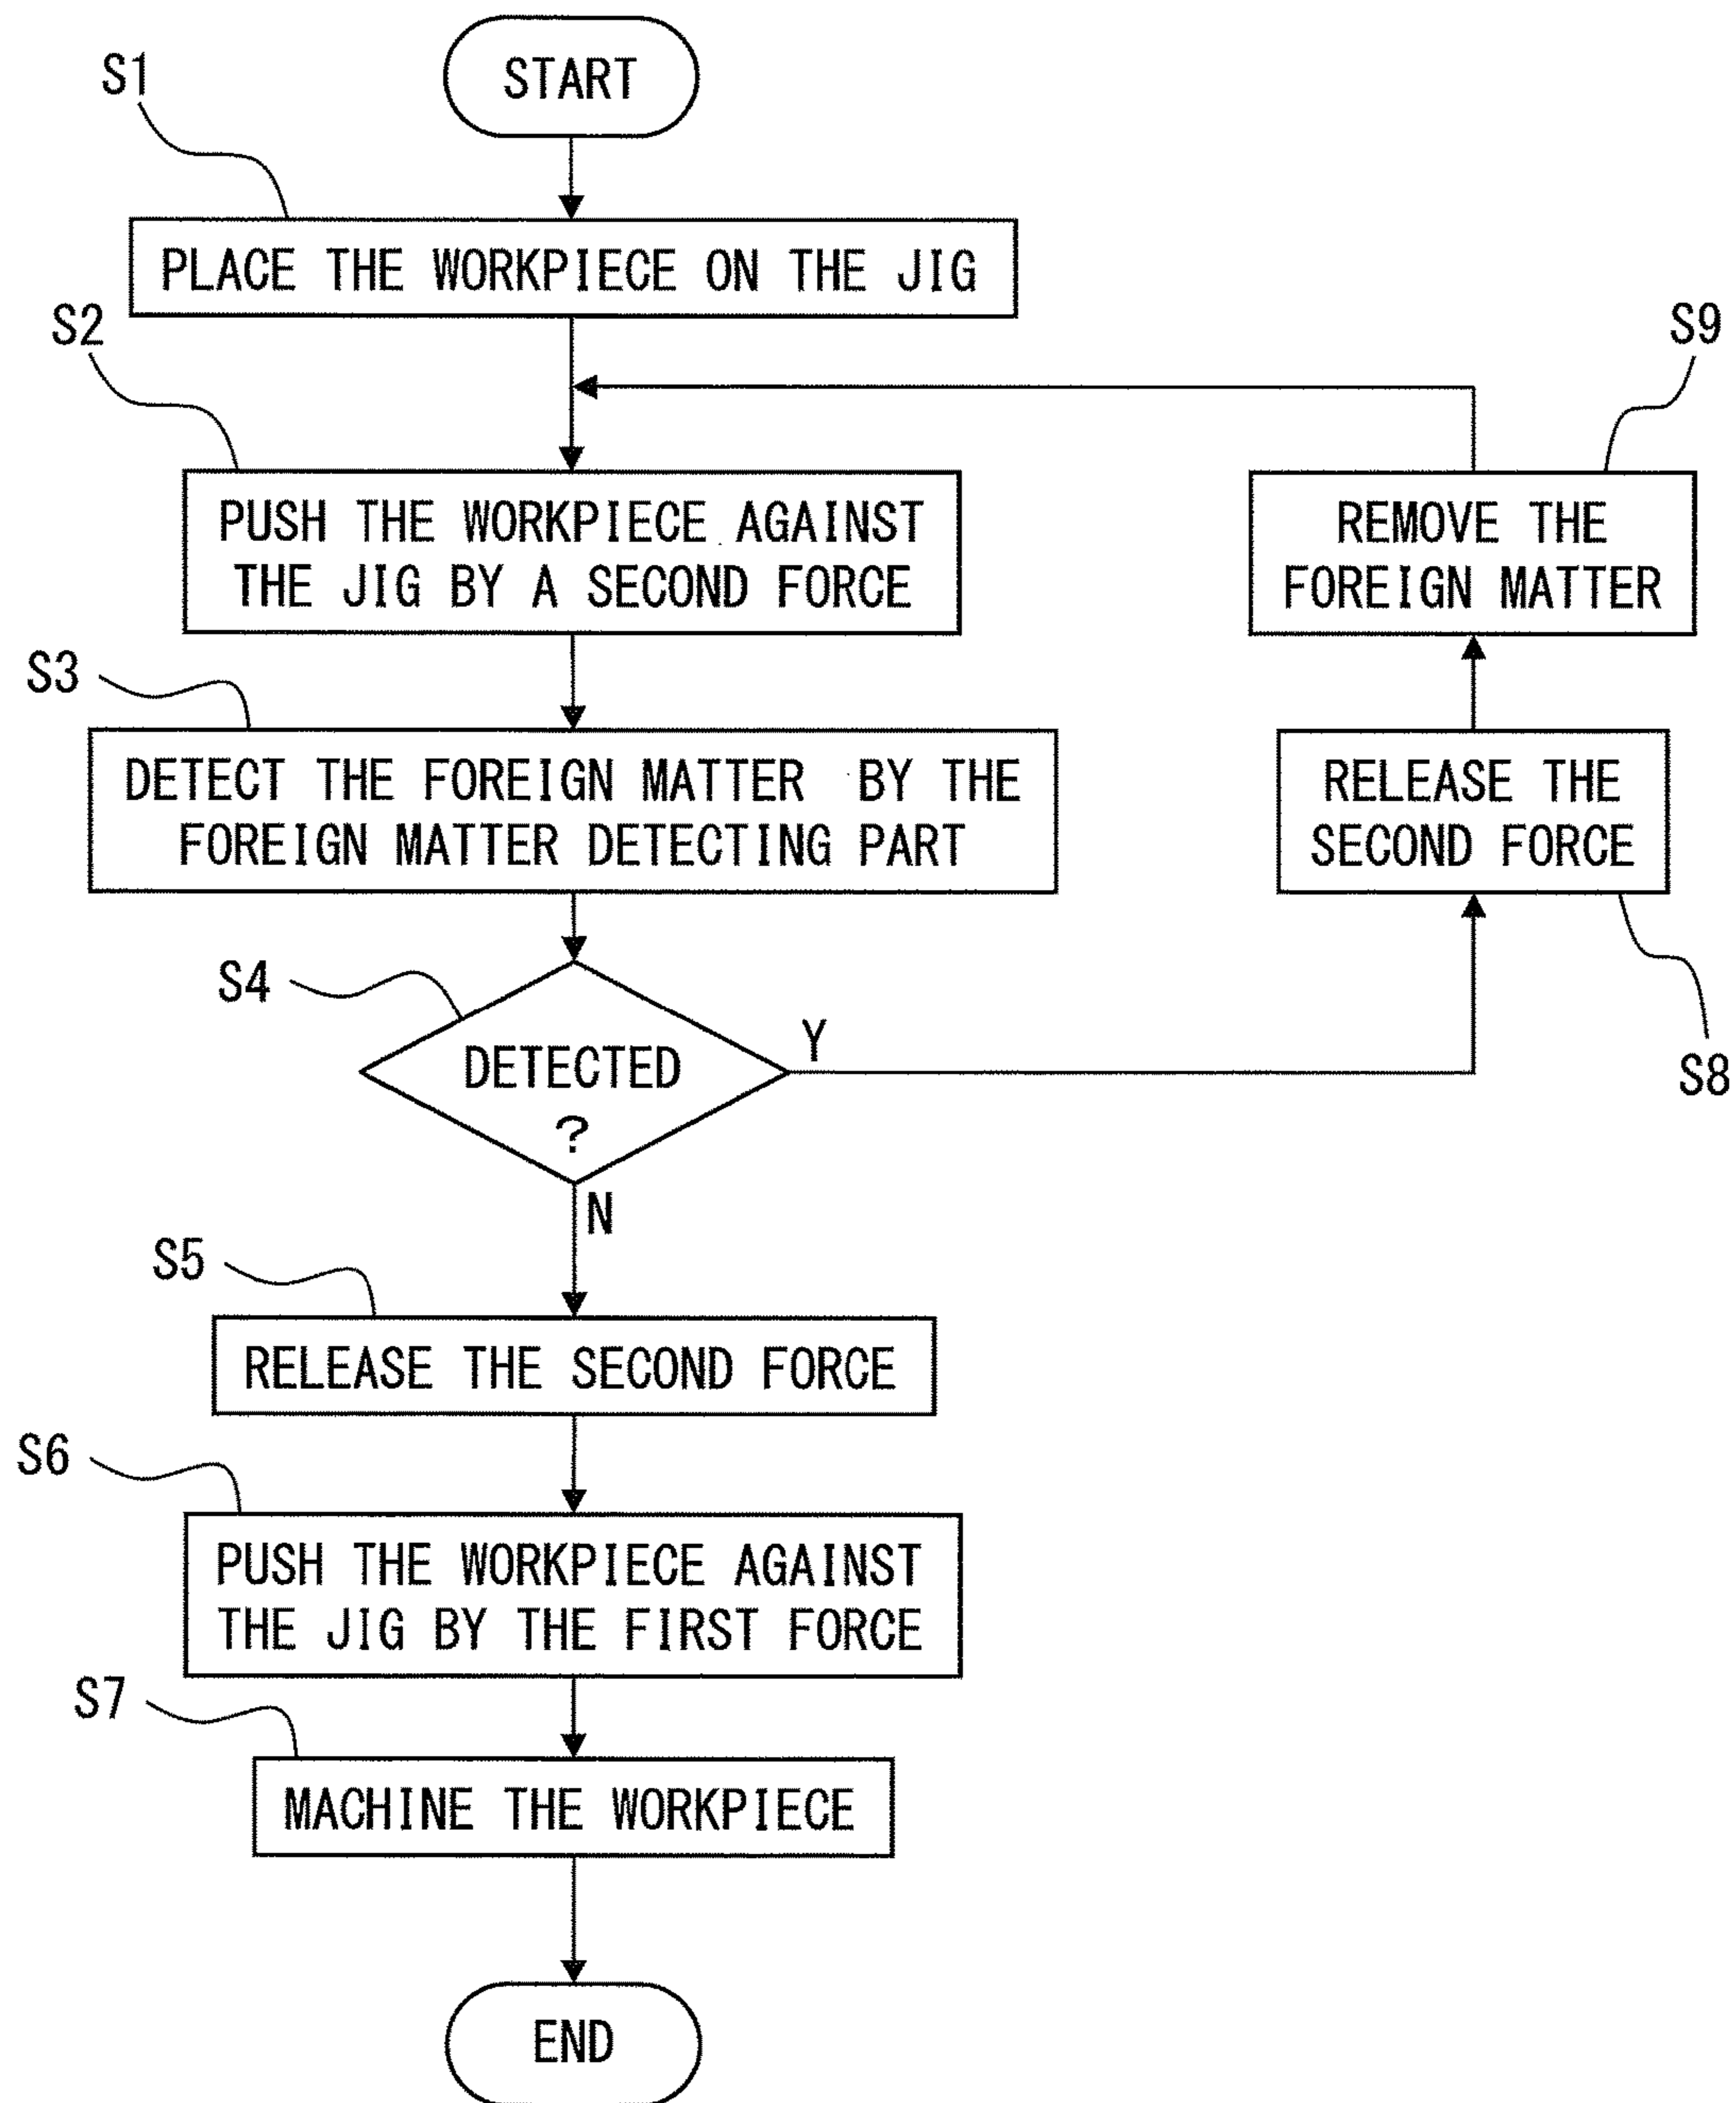 START
S1
PLACE THE WORKPIECE ON THE JIG
S2
PUSH THE WORKPIECE AGAINST
THE JIG BY A SECOND FORCE
S9
REMOVE THE
FOREIGN MATTER
S3
DETECT THE FOREIGN MATTER BY THE
FOREIGN MATTER DETECTING PART
RELEASE THE
SECOND FORCE
S8
S4
DETECTED
?
Y
N
S5
RELEASE THE SECOND FORCE
S6
PUSH THE WORKPIECE AGAINST
THE JIG BY THE FIRST FORCE
S7
MACHINE THE WORKPIECE
END